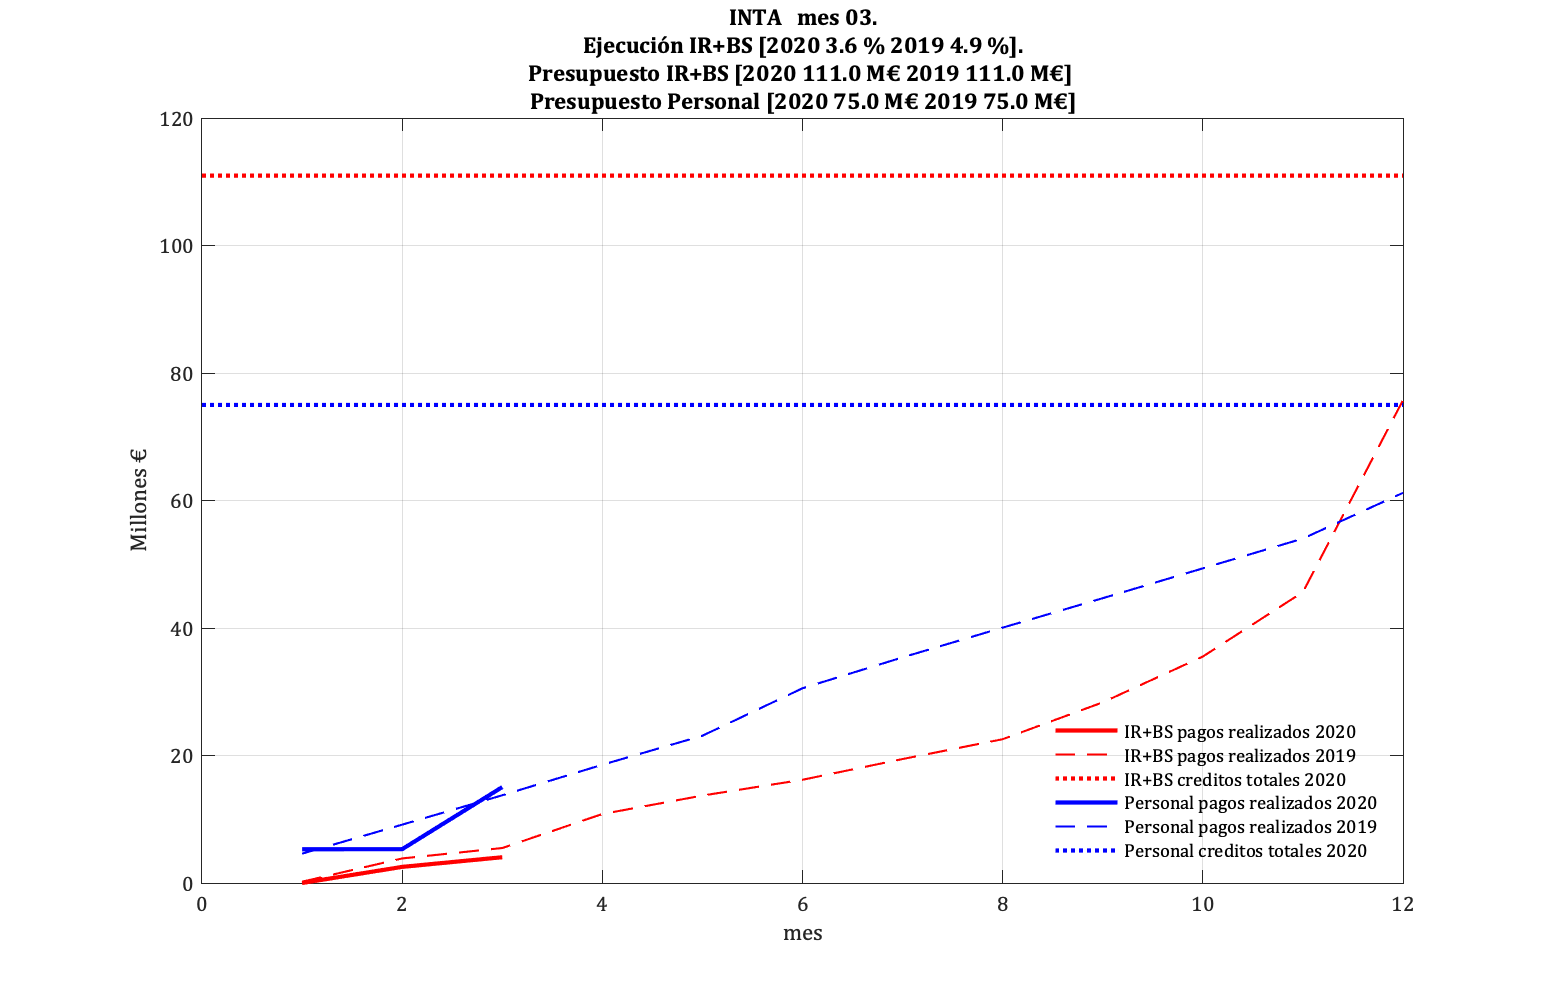 INTA mes 03.
Ejecución IR+BS [2020 3.6 % 2019 4.9 %].
Presupuesto IR+BS [2020 111.0 M€ 2019 111.0 M€]
Presupuesto Personal [2020 75.0 M€ 2019 75.0 M€]
120
100
80
60
40
20
0
Millones €
IR+BS pagos realizados 2020
IR+BS pagos realizados 2019
IR+BS creditos totales 2020
Personal pagos realizados 2020
Personal pagos realizados 2019
Personal creditos totales 2020
0 2 4 6 8 10 12
mes